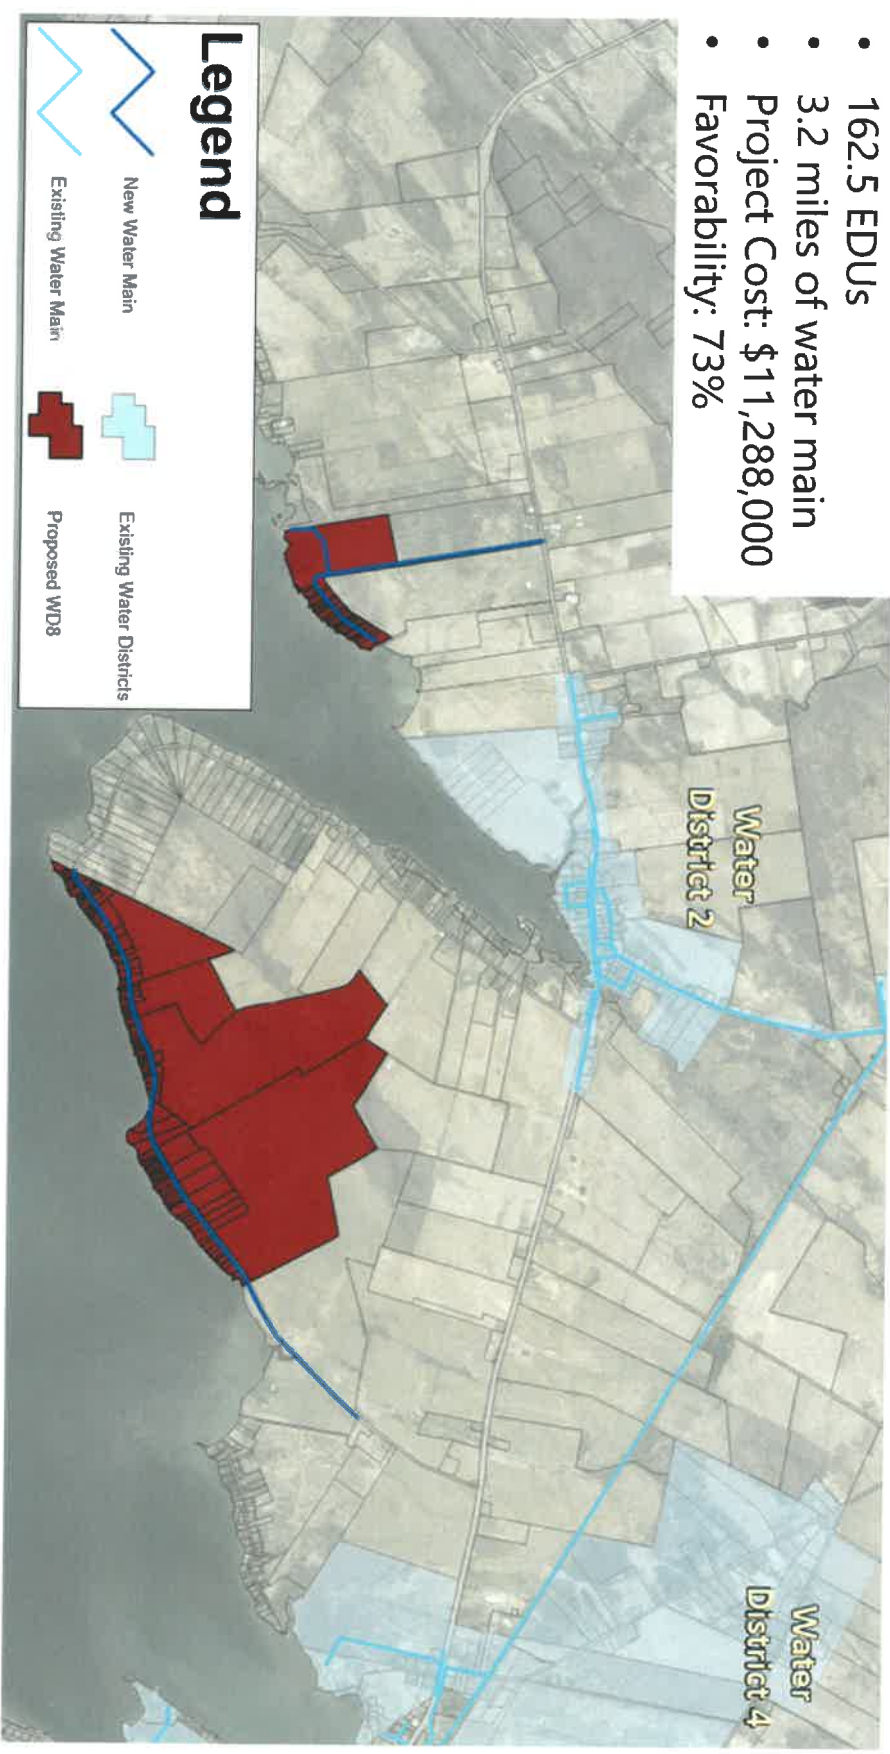 • 162.5 EDUs
• 3.2 miles of water main
• Project Cost: $11,288,000
• Favorability: 73%
Water
District 2
Water
District 4
Legend
New Water Main
Existing Water Districts
Existing Water Main
Proposed WD8